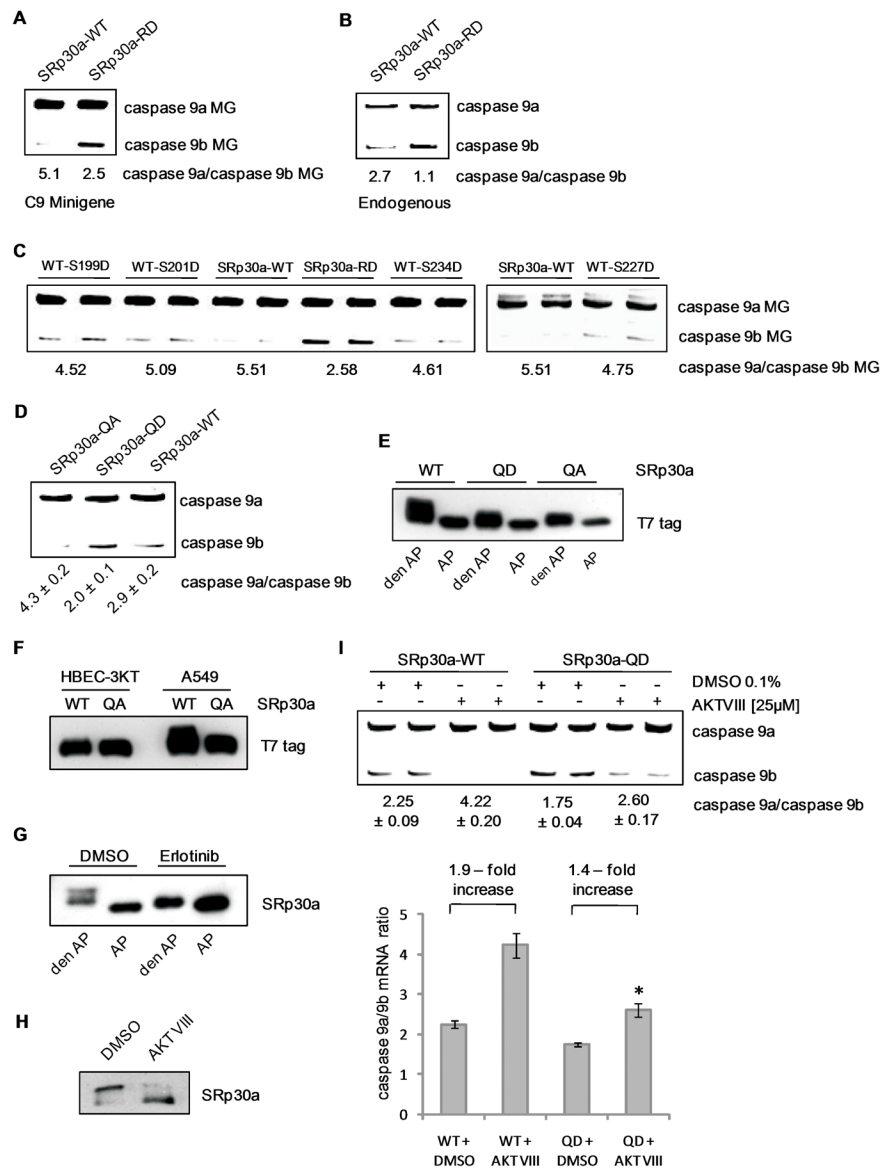 A
SRp30a-WT
SRp30a-RD
caspase 9a MG
caspase 9b MG
5.1 2.5 caspase 9a/caspase 9b MG
C9 Minigene
B
SRp30a-WT
SRp30a-RD
caspase 9a
caspase 9b
2.7 1.1 caspase 9a/caspase 9b
Endogenous
C
WT-S199D WT-S201D SRp30a-WT SRp30a-RD WT-S234D SRp30a-WT WT-S227D
caspase 9a MG
caspase 9b MG
4.52 5.09 5.51 2.58 4.61 5.51 4.75 caspase 9a/caspase 9b MG
D
SRp30a-QA
SRp30a-QD
SRp30a-WT
caspase 9a
caspase 9b
4.3 ± 0.2
2.0 ± 0.1
2.9 ± 0.2
caspase 9a/caspase 9b
E
WT QD QA SRp30a
T7 tag
den AP AP den AP AP den AP AP
F
HBEC-3KT A549
WT QA WT QA SRp30a
T7 tag
G
DMSO Erlotinib
SRp30a
den AP AP den AP AP
H
DMSO
AKT VIII
SRp30a
I
SRp30a-WT SRp30a-QD
+ + - - + + - - DMSO 0.1%
- - + + - - + + AKTVIII [25µM]
caspase 9a
caspase 9b
2.25 4.22 1.75 2.60 caspase 9a/caspase 9b
± 0.09 ± 0.20 ± 0.04 ± 0.17
1.9 – fold
increase
1.4 – fold
increase
caspase 9a/9b mRNA ratio
5
4
3
2
1
0
*
WT +
DMSO
WT +
AKT VIII
QD +
DMSO
QD +
AKT VIII